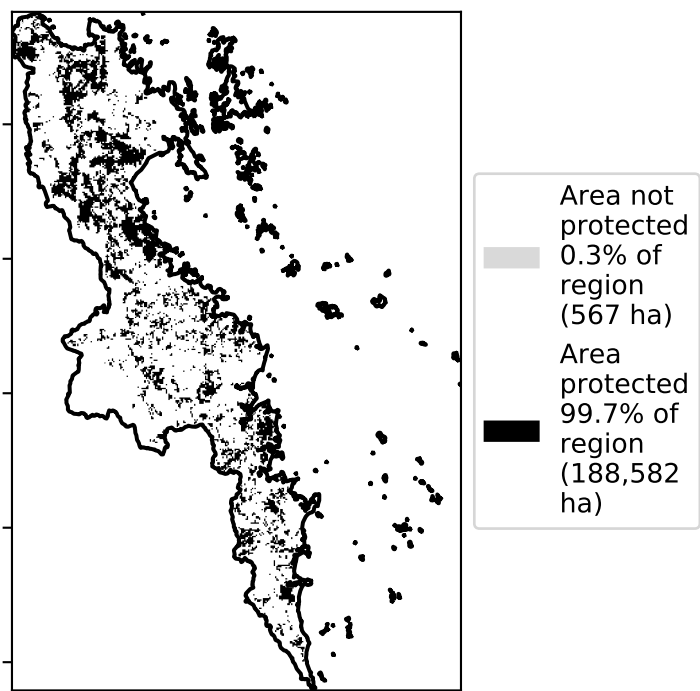 Area not
protected
0.3% of
region
(567 ha)
Area
protected
99.7% of
region
(188,582
ha)